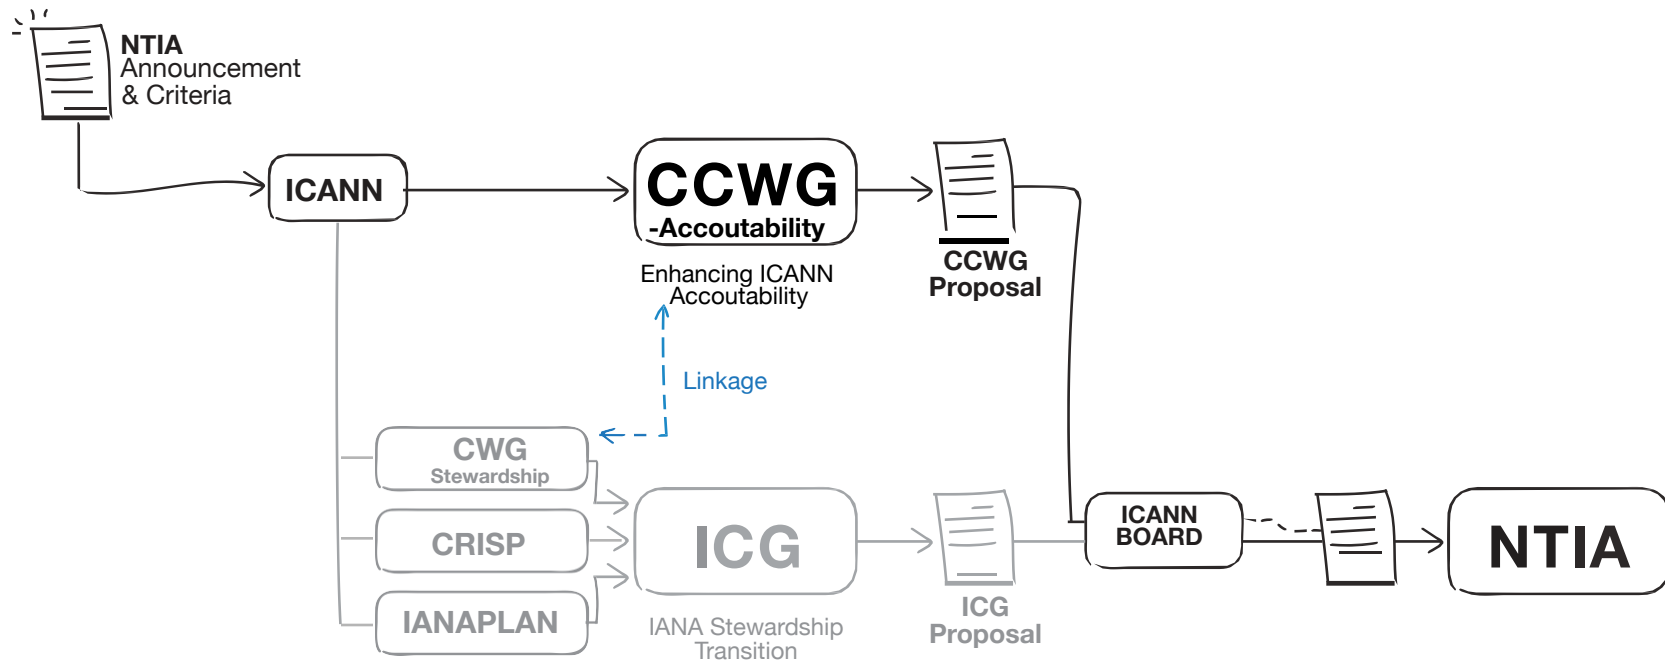 NTIA
Announcement
& Criteria
ICANN
CCWG
-Accoutability
Enhancing ICANN
Accoutability
CCWG
Proposal
Linkage
CWG
Stewardship
CRISP
IANAPLAN
ICG
IANA Stewardship
Transition
ICG
Proposal
ICANN
BOARD
NTIA